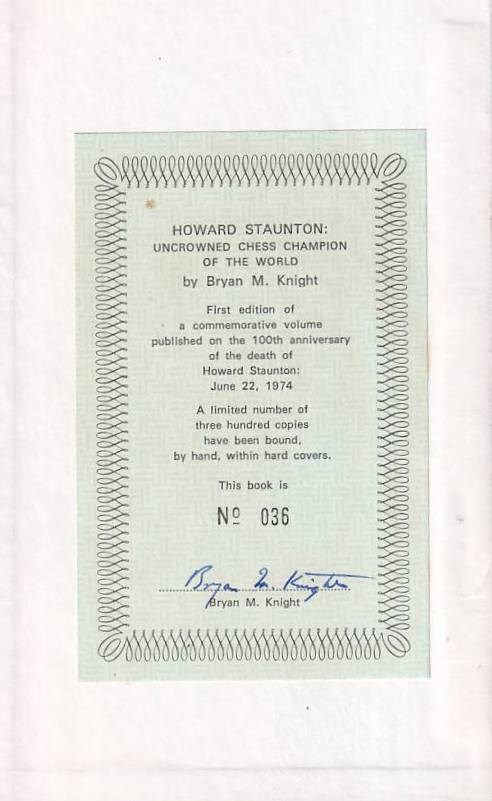 HOWARD STAUNTON:
UNCROWNED CHESS CHAMPION
OF THE WORLD
by Bryan M. Knight
First edition of
a commemorative volume
published on the 100th anniversary
of the death of
Howard Staunton:
June 22, 1974
A limited number of
three hundred copies
have been bound,
by hand, within hard covers.
This book is
Nº 036
Bryan M. Knight
Bryan M. Knight